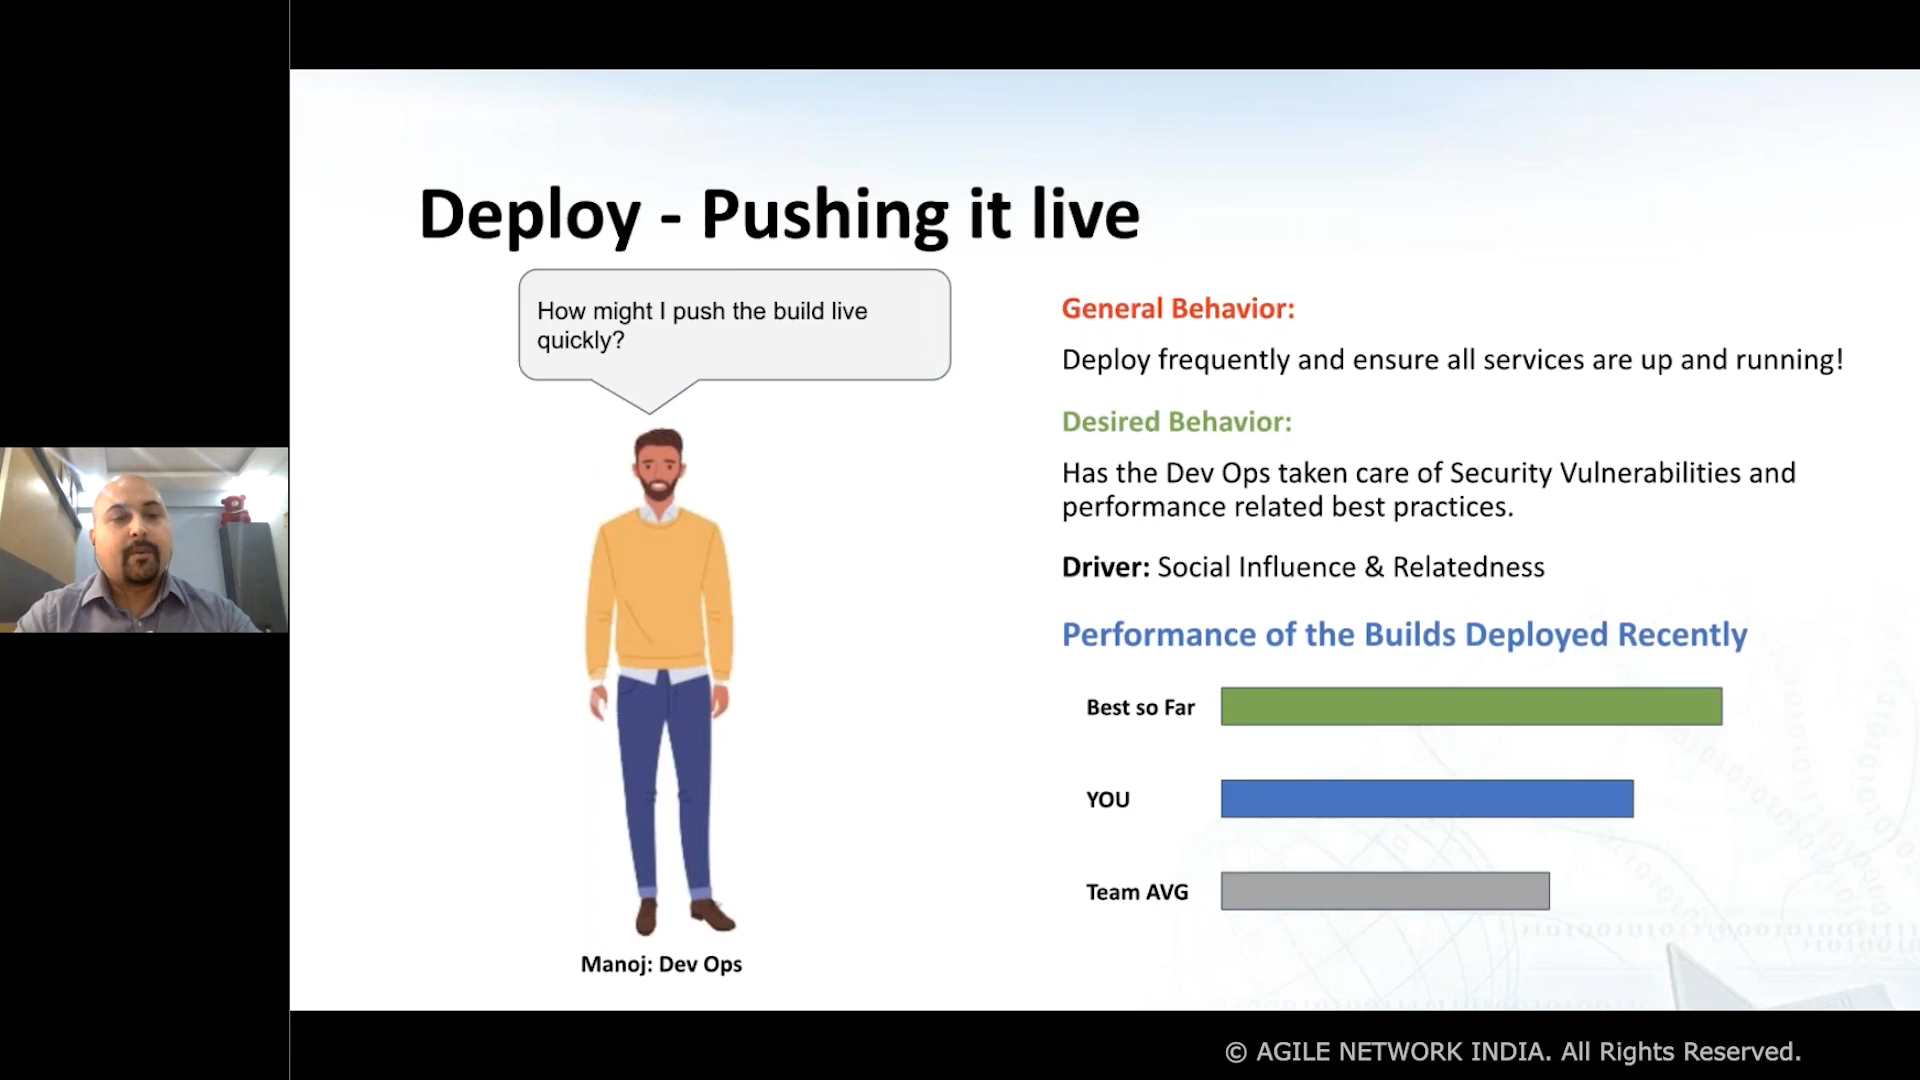 Deploy - Pushing it live
How might I push the build live
quickly?
Manoj: Dev Ops
General Behavior:
Deploy frequently and ensure all services are up and running!
Desired Behavior:
Has the Dev Ops taken care of Security Vulnerabilities and
performance related best practices.
Driver: Social Influence & Relatedness
Performance of the Builds Deployed Recently
Best so Far
YOU
Team AVG
© AGILE NETWORK INDIA. All Rights Reserved.